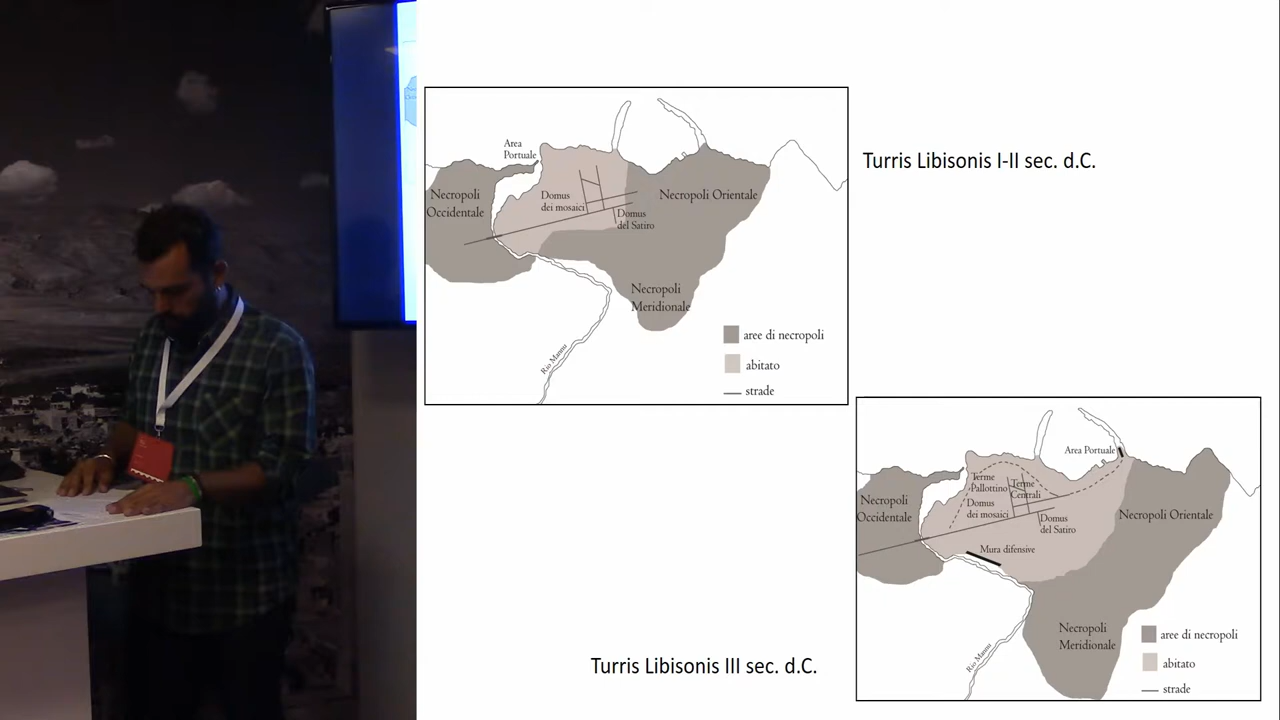 Area
Portuale
Necropoli
Occidentale
Domus
dei mosaici
Necropoli Orientale
Domus
del Satiro
Necropoli
Meridionale
Rio Mannu
aree di necropoli
abitato
strade
Turris Libisonis I-II sec. d.C.
Area Portuale
Necropoli
Occidentale
Terme
Pallottino
Terme
Centrali
Domus
dei mosaici
Domus
del Satiro
Necropoli Orientale
Mura difensive
Necropoli
Meridionale
Rio Mannu
aree di necropoli
abitato
strade
Turris Libisonis III sec. d.C.